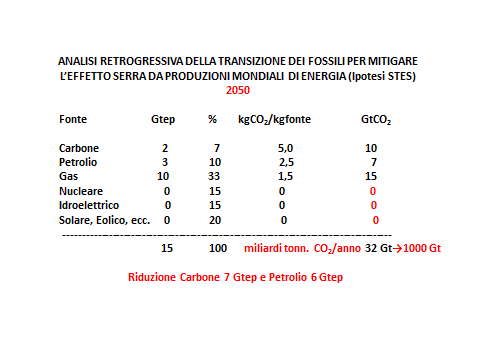 ANALISI RETROGRESSIVA DELLA TRANSIZIONE DEI FOSSILI PER MITIGARE
L'EFFETTO SERRA DA PRODUZIONI MONDIALI DI ENERGIA (Ipotesi STES)
2050
Fonte Gtep % kgCO₂/kgfonte GtCO₂
Carbone 2 7 5,0 10
Petrolio 3 10 2,5 7
Gas 10 33 1,5 15
Nucleare 0 15 0 0
Idroelettrico 0 15 0
Solare, Eolico, ecc. 0 20 0 0
15 100 miliardi tonn. CO₂/anno 32 Gt→1000 Gt
Riduzione Carbone 7 Gtep e Petrolio 6 Gtep